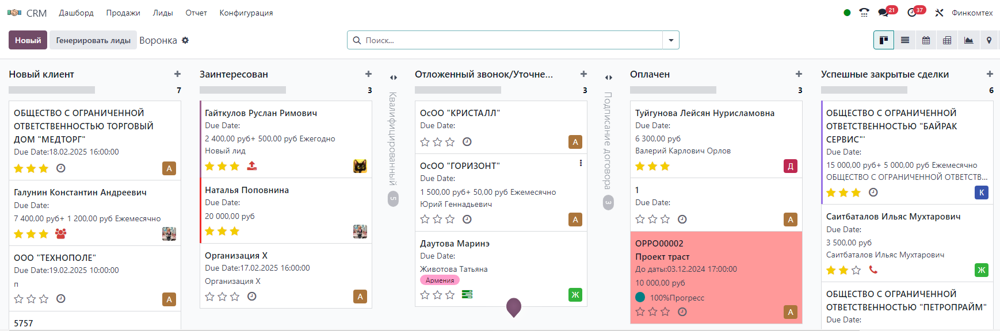 CRM
Дашборд
Продажи
Лиды
Отчет
Конфигурация
21
37
Финкомтех
Новый
Генерировать лиды
Воронка
Поиск...
Новый клиент
7
ОБЩЕСТВО С ОГРАНИЧЕННОЙ
ОТВЕТСТВЕННОСТЬЮ ТОРГОВЫЙ
ДОМ "МЕДТОРГ"
Due Date:18.02.2025 16:00:00
А
Галунин Константин Андреевич
Due Date:
7 400,00 руб+ 1 200,00 руб Ежемесячно
ООО "ТЕХНОПОЛЕ"
Due Date:19.02.2025 10:00:00
п
А
5757
Заинтересован
3
Гайткулов Руслан Римович
Due Date:
2 400,00 руб+ 500,00 руб Ежегодно
Новый лид
Наталья Поповнина
Due Date:
20 000,00 руб
Организация Х
Due Date:17.02.2025 16:00:00
Организация Х
А
Квалифицированный
5
Отложенный звонок/Уточне...
3
ОсОО "КРИСТАЛЛ"
Due Date:
А
ОсОО "ГОРИЗОНТ"
Due Date:
1 500,00 руб+ 50,00 руб Ежемесячно
Юрий Геннадьевич
А
Даутова Маринэ
Due Date:
Животова Татьяна
Армения
Ж
Подписание договора
3
Оплачен
3
Туйгунова Лейсян Нурисламовна
Due Date:
6 300,00 руб
Валерий Карлович Орлов
Д
1
Due Date:
А
OPPO00002
Проект траст
До даты:03.12.2024 17:00:00
10 000,00 руб
100%Прогресс
А
Успешные закрытые сделки
6
ОБЩЕСТВО С ОГРАНИЧЕННОЙ
ОТВЕТСТВЕННОСТЬЮ "БАЙРАК
СЕРВИС"'
Due Date:
15 000,00 руб+ 5 000,00 руб Ежемесячно
ОБЩЕСТВО С ОГРАНИЧЕННОЙ ОТВЕТСТВ...
К
Саитбаталов Ильяс Мухтарович
Due Date:
3 500,00 руб
Саитбаталов Ильяс Мухтарович
Ж
ОБЩЕСТВО С ОГРАНИЧЕННОЙ
ОТВЕТСТВЕННОСТЬЮ "ПЕТРОПРАЙМ"
Due Date: